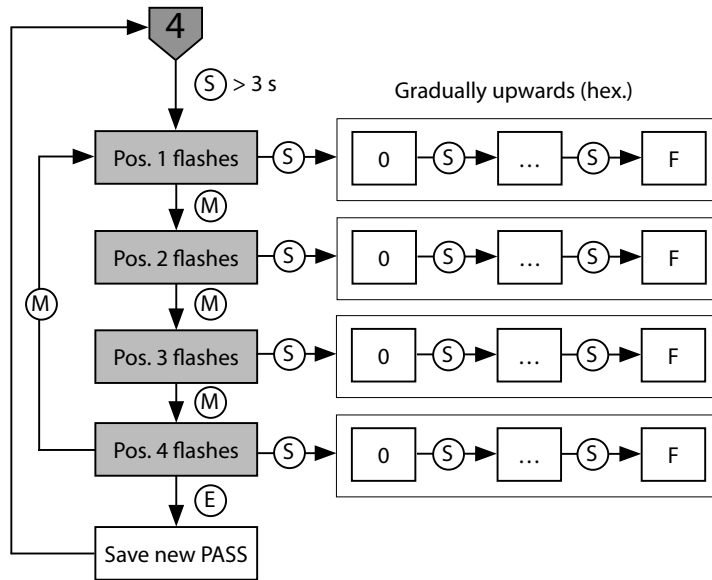 4
S > 3 s
Gradually upwards (hex.)
Pos. 1 flashes
S
0
S
...
S
F
M
Pos. 2 flashes
S
0
S
...
S
F
M
M
Pos. 3 flashes
S
0
S
...
S
F
M
Pos. 4 flashes
S
0
S
...
S
F
E
Save new PASS